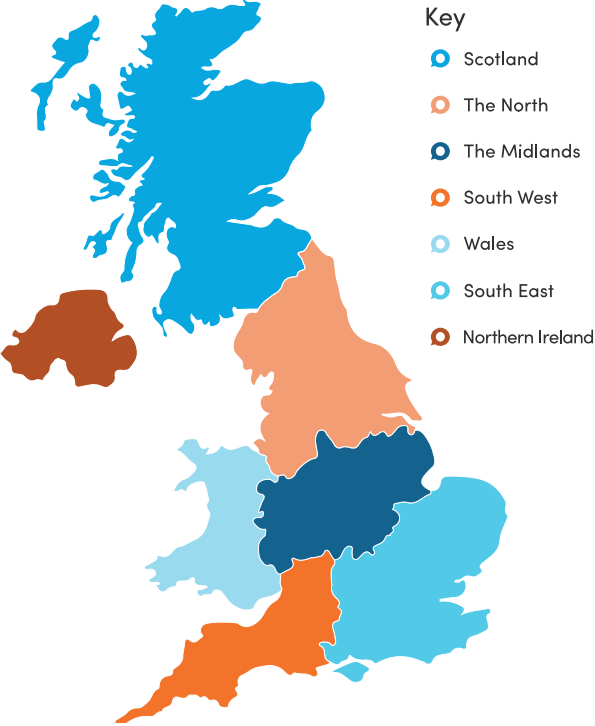 Key
Scotland
The North
The Midlands
South West
Wales
South East
Northern Ireland